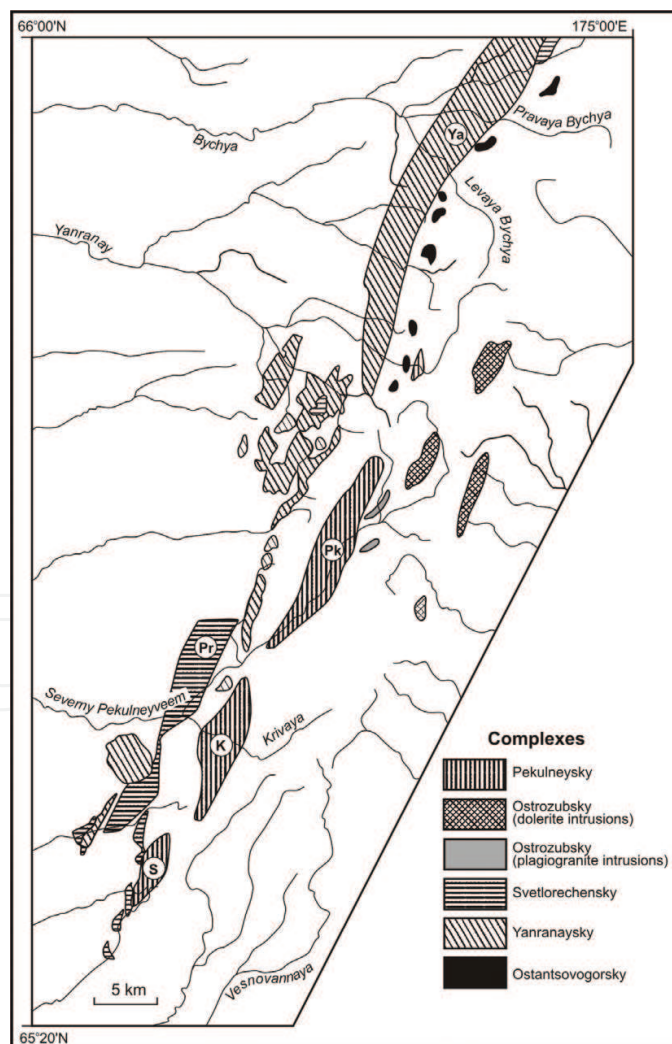 66°00'N
175°00'E
Pravaya Bychya
Bychya
Ya
Levaya Bychya
Yanranay
Pk
Pr
Severny Pekulneyveem
K
Krivaya
S
Vesnovannaya
Complexes
Pekulneysky
Ostrozubsky
(dolerite intrusions)
Ostrozubsky
(plagiogranite intrusions)
Svetlorechensky
Yanranaysky
Ostantsovogorsky
5 km
65°20'N